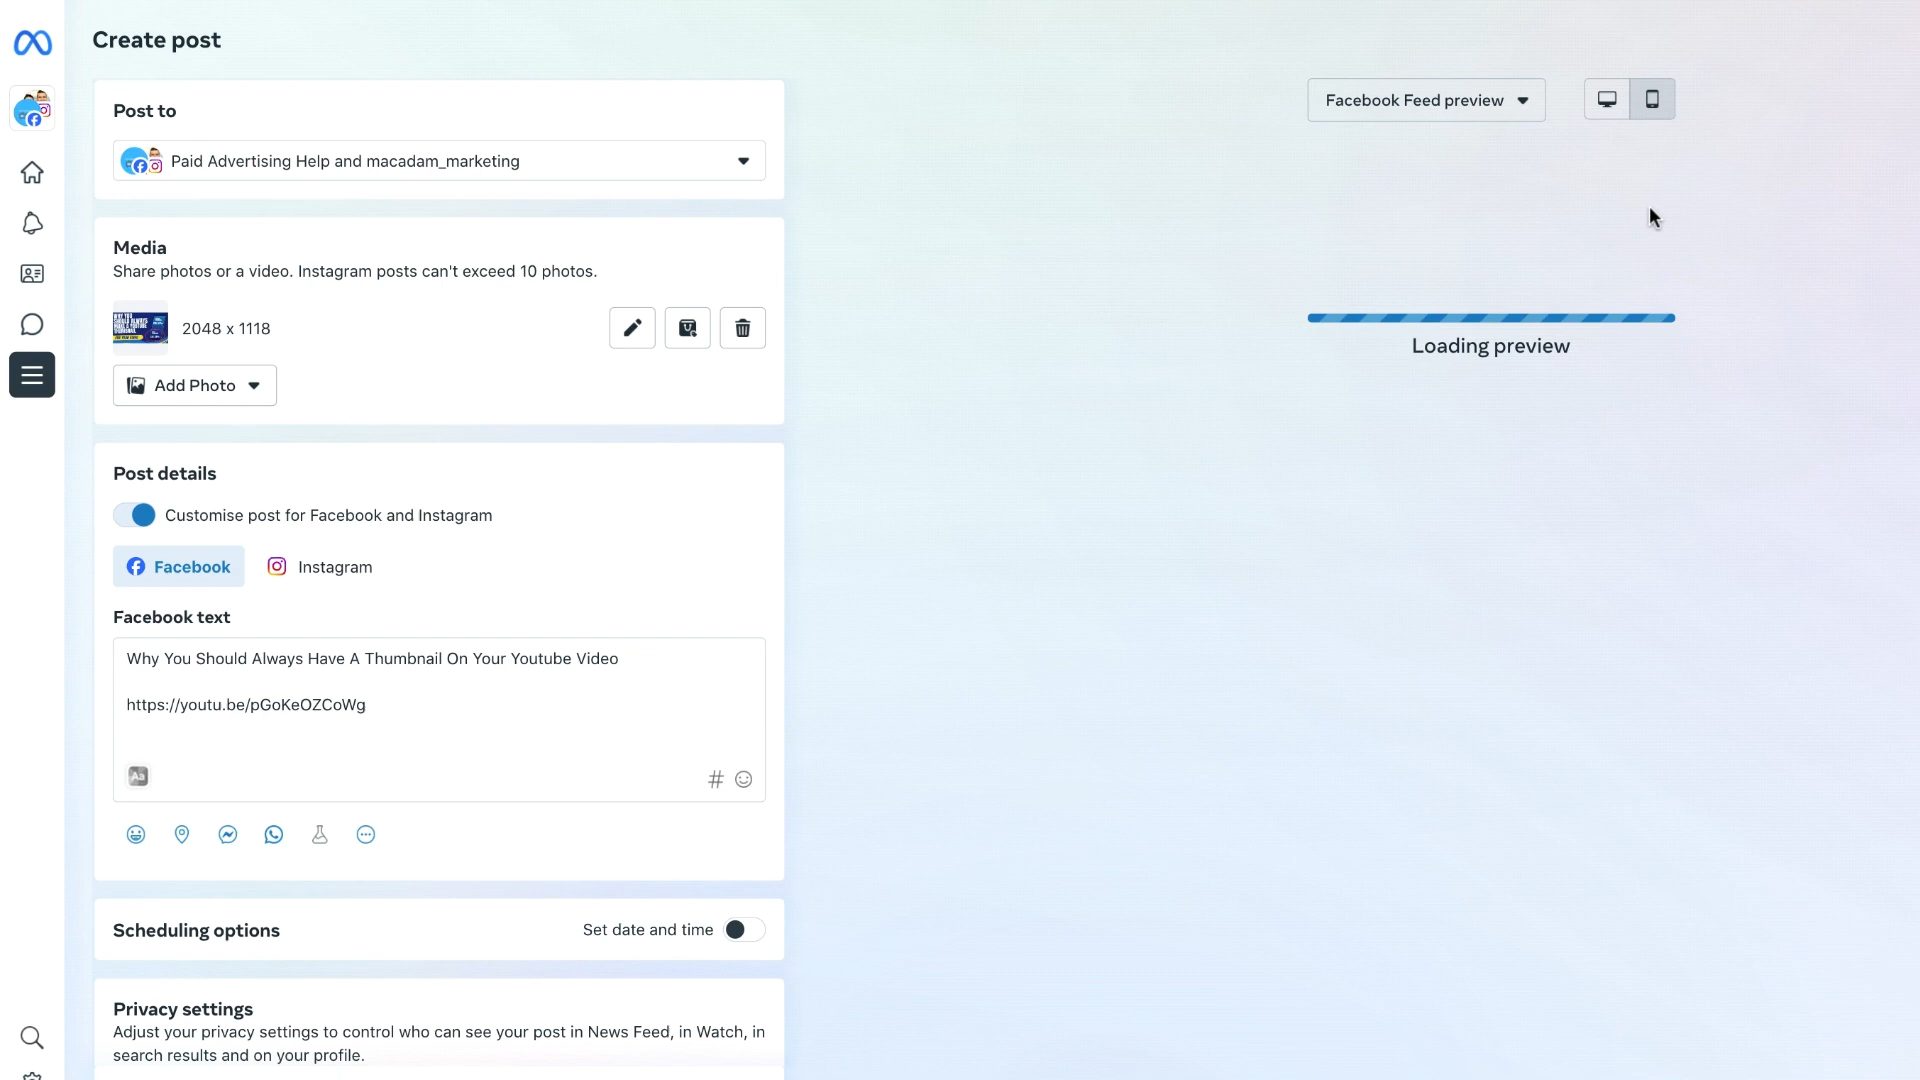 Create post
Post to
Paid Advertising Help and macadam_marketing
Media
Share photos or a video. Instagram posts can't exceed 10 photos.
2048 x 1118
Add Photo
Post details
Customise post for Facebook and Instagram
Facebook
Instagram
Facebook text
Why You Should Always Have A Thumbnail On Your Youtube Video
https://youtu.be/pGoKeOZCoWg
Aa
#
Scheduling options
Set date and time
Privacy settings
Adjust your privacy settings to control who can see your post in News Feed, in Watch, in
search results and on your profile.
Facebook Feed preview
Loading preview